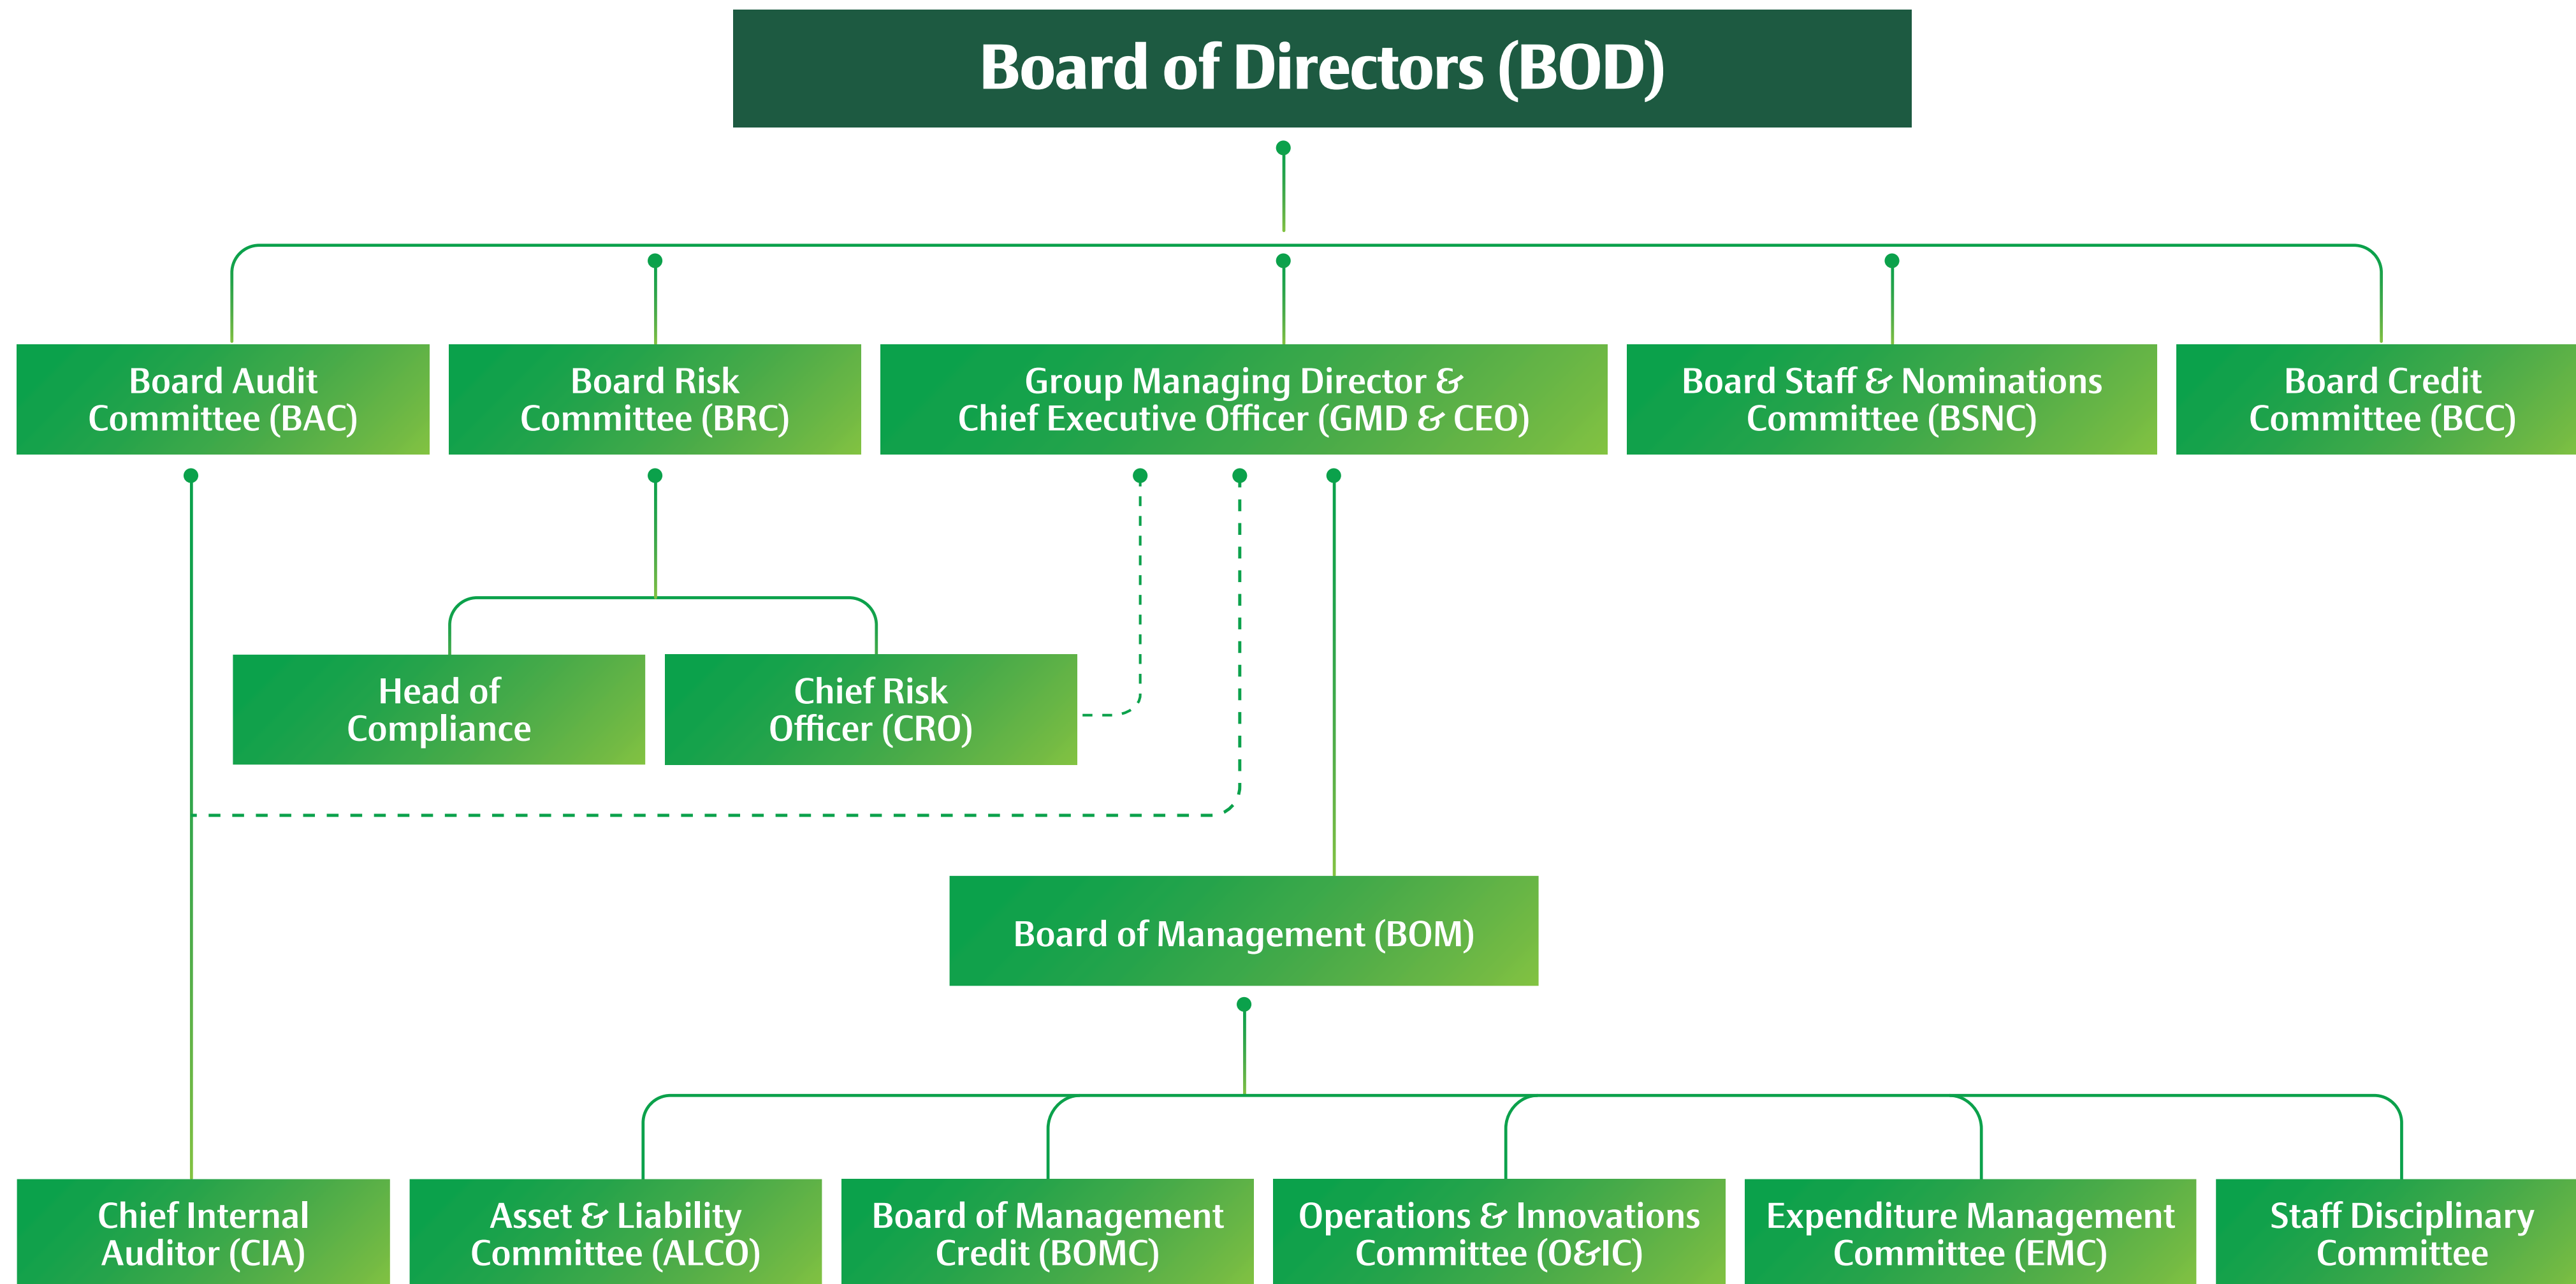 Board of Directors (BOD)
Board Audit
Committee (BAC)
Board Risk
Committee (BRC)
Group Managing Director &
Chief Executive Officer (GMD & CEO)
Board Staff & Nominations
Committee (BSNC)
Board Credit
Committee (BCC)
Head of
Compliance
Chief Risk
Officer (CRO)
Board of Management (BOM)
Chief Internal
Auditor (CIA)
Asset & Liability
Committee (ALCO)
Board of Management
Credit (BOMC)
Operations & Innovations
Committee (O&IC)
Expenditure Management
Committee (EMC)
Staff Disciplinary
Committee